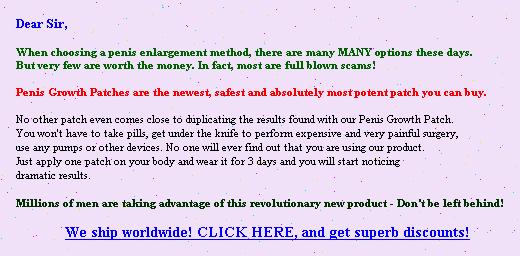 Dear Sir,
When choosing a penis enlargement method, there are many MANY options these days.
But very few are worth the money. In fact, most are full blown scams!
Penis Growth Patches are the newest, safest and absolutely most potent patch you can buy.
No other patch even comes close to duplicating the results found with our Penis Growth Patch.
You won't have to take pills, get under the knife to perform expensive and very painful surgery,
use any pumps or other devices. No one will ever find out that you are using our product.
Just apply one patch on your body and wear it for 3 days and you will start noticing
dramatic results.
Millions of men are taking advantage of this revolutionary new product - Don't be left behind!
We ship worldwide! CLICK HERE, and get superb discounts!